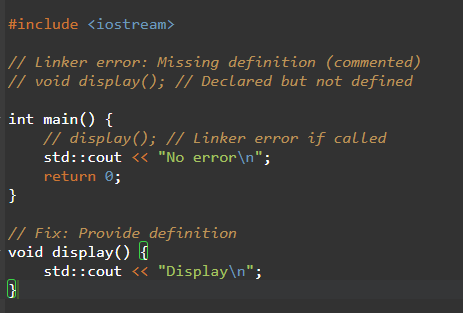 #include <iostream>
// Linker error: Missing definition (commented)
// void display(); // Declared but not defined
int main() {
    // display(); // Linker error if called
    std::cout << "No error\n";
    return 0;
}
// Fix: Provide definition
void display() {
    std::cout << "Display\n";
}